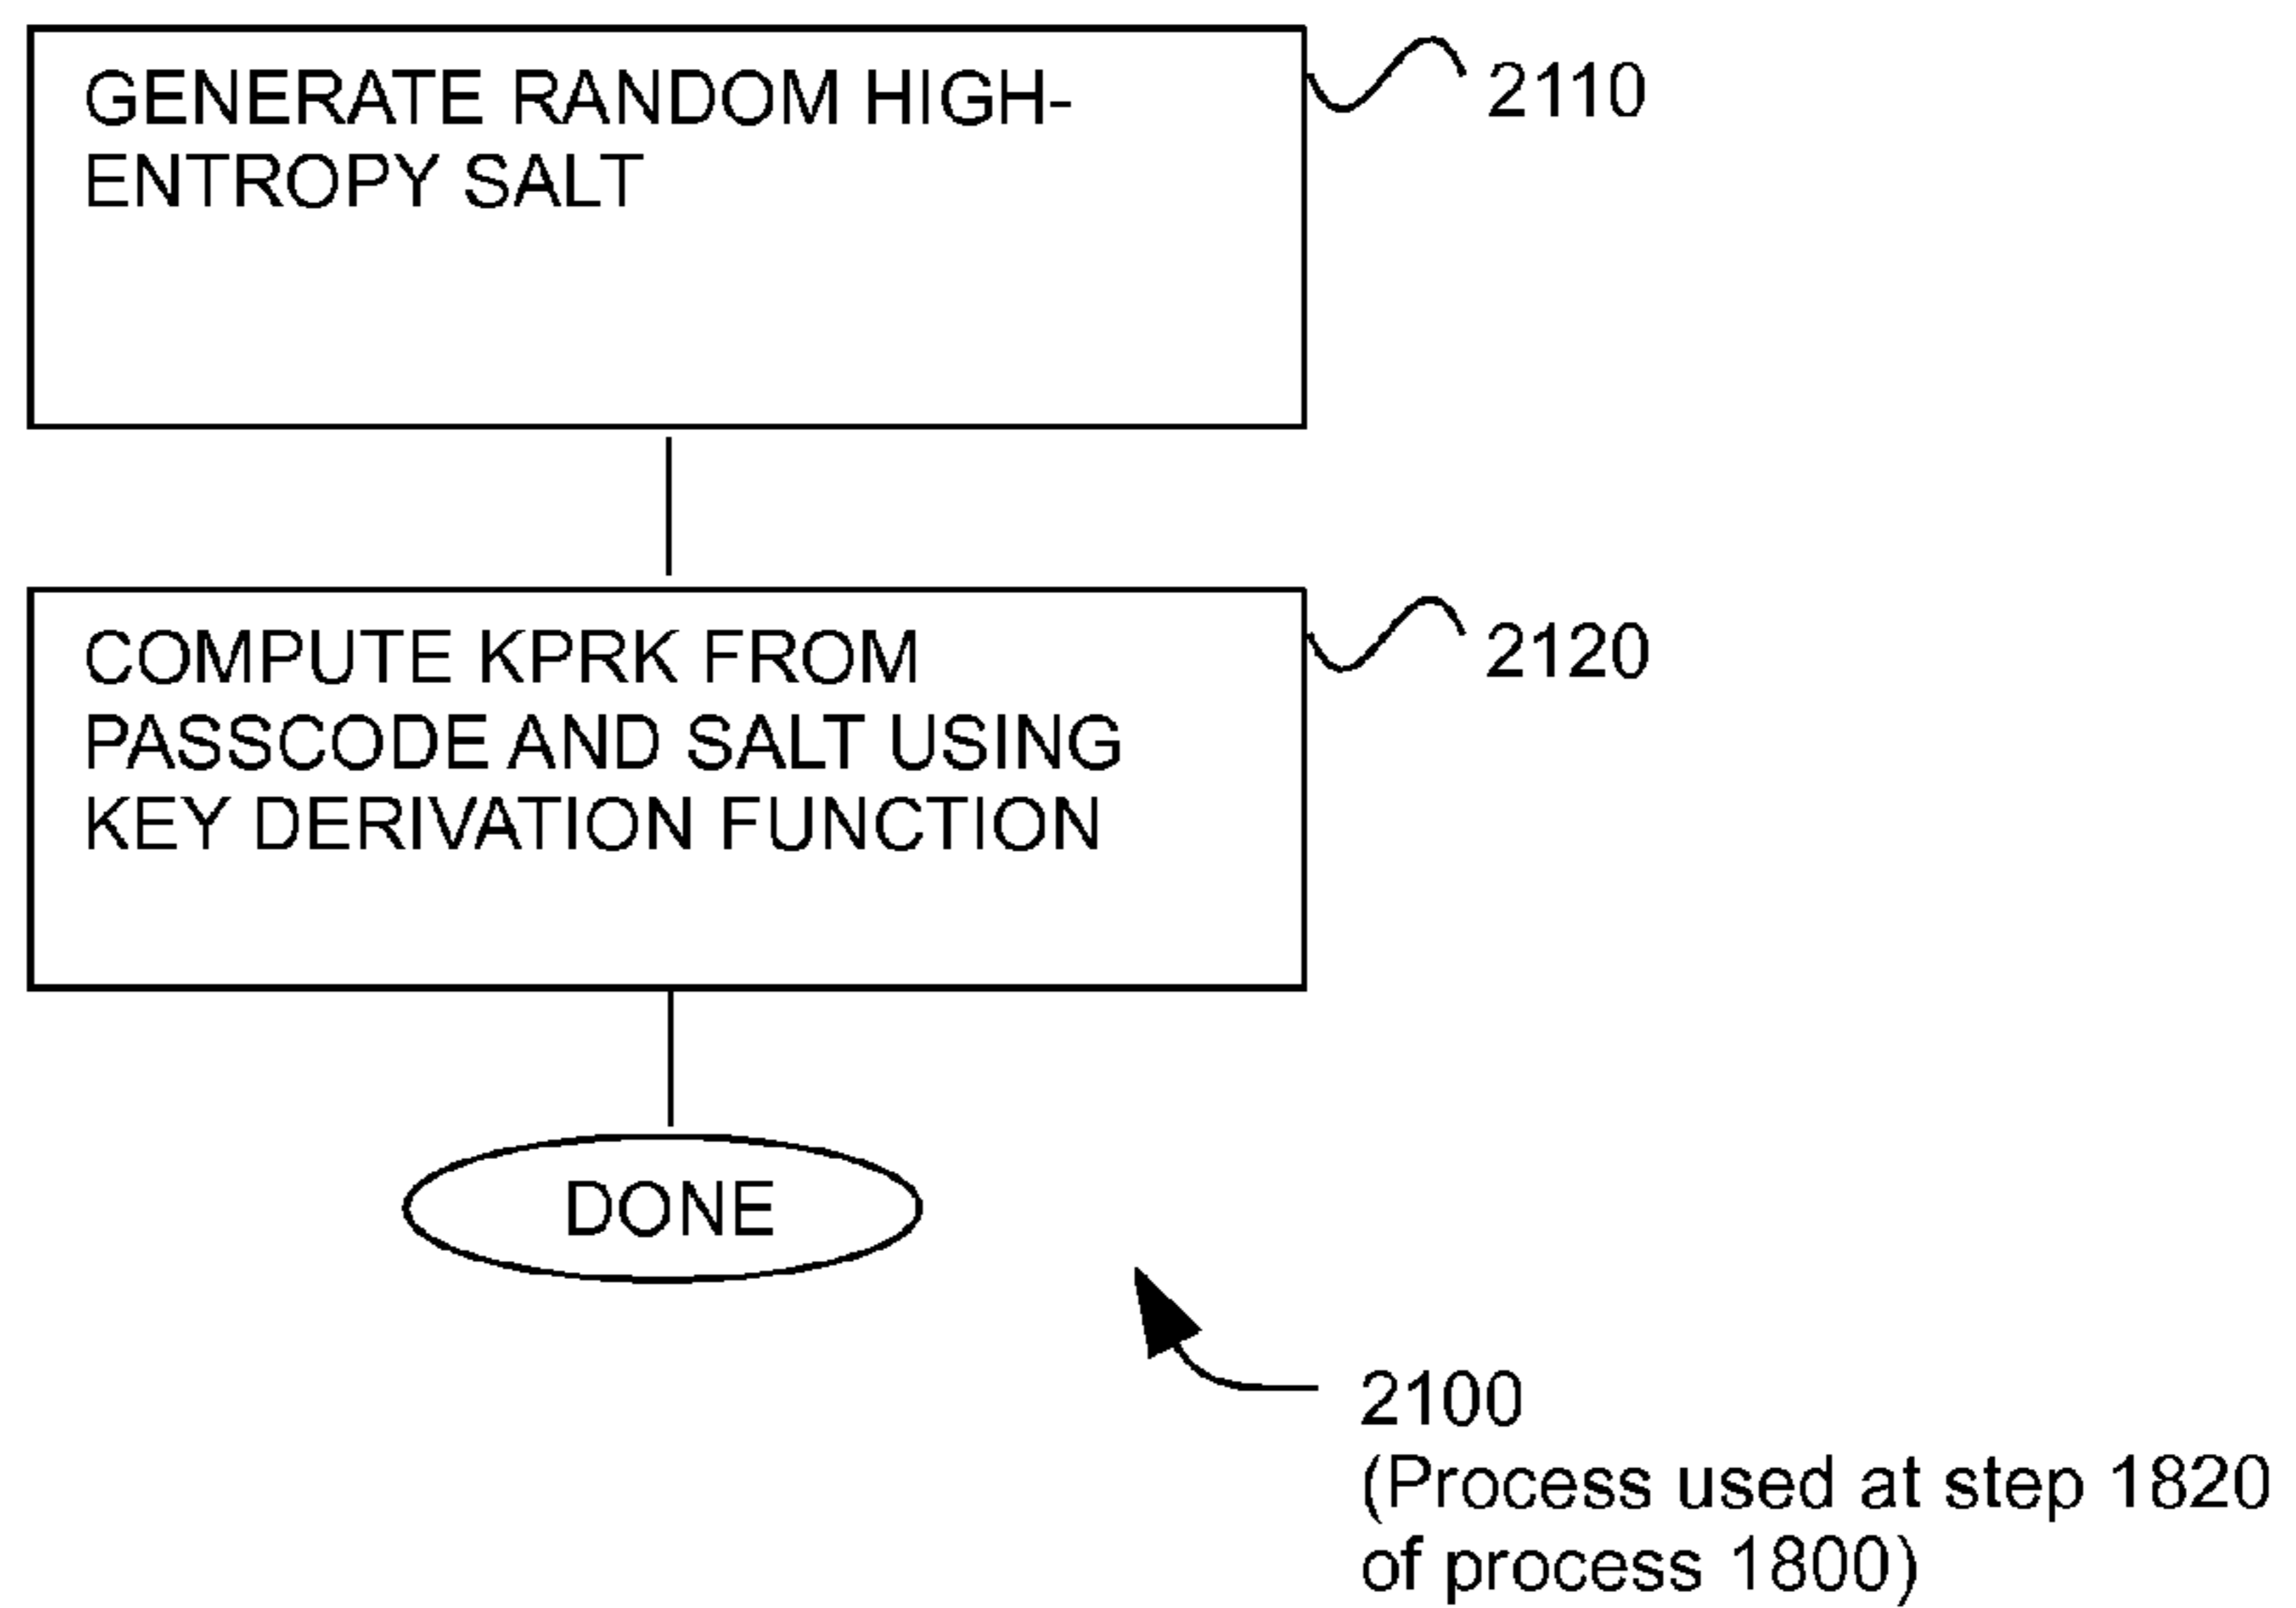 GENERATE RANDOM HIGH-
ENTROPY SALT
2110
COMPUTE KPRK FROM
PASSCODE AND SALT USING
KEY DERIVATION FUNCTION
2120
DONE
2100
(Process used at step 1820
of process 1800)